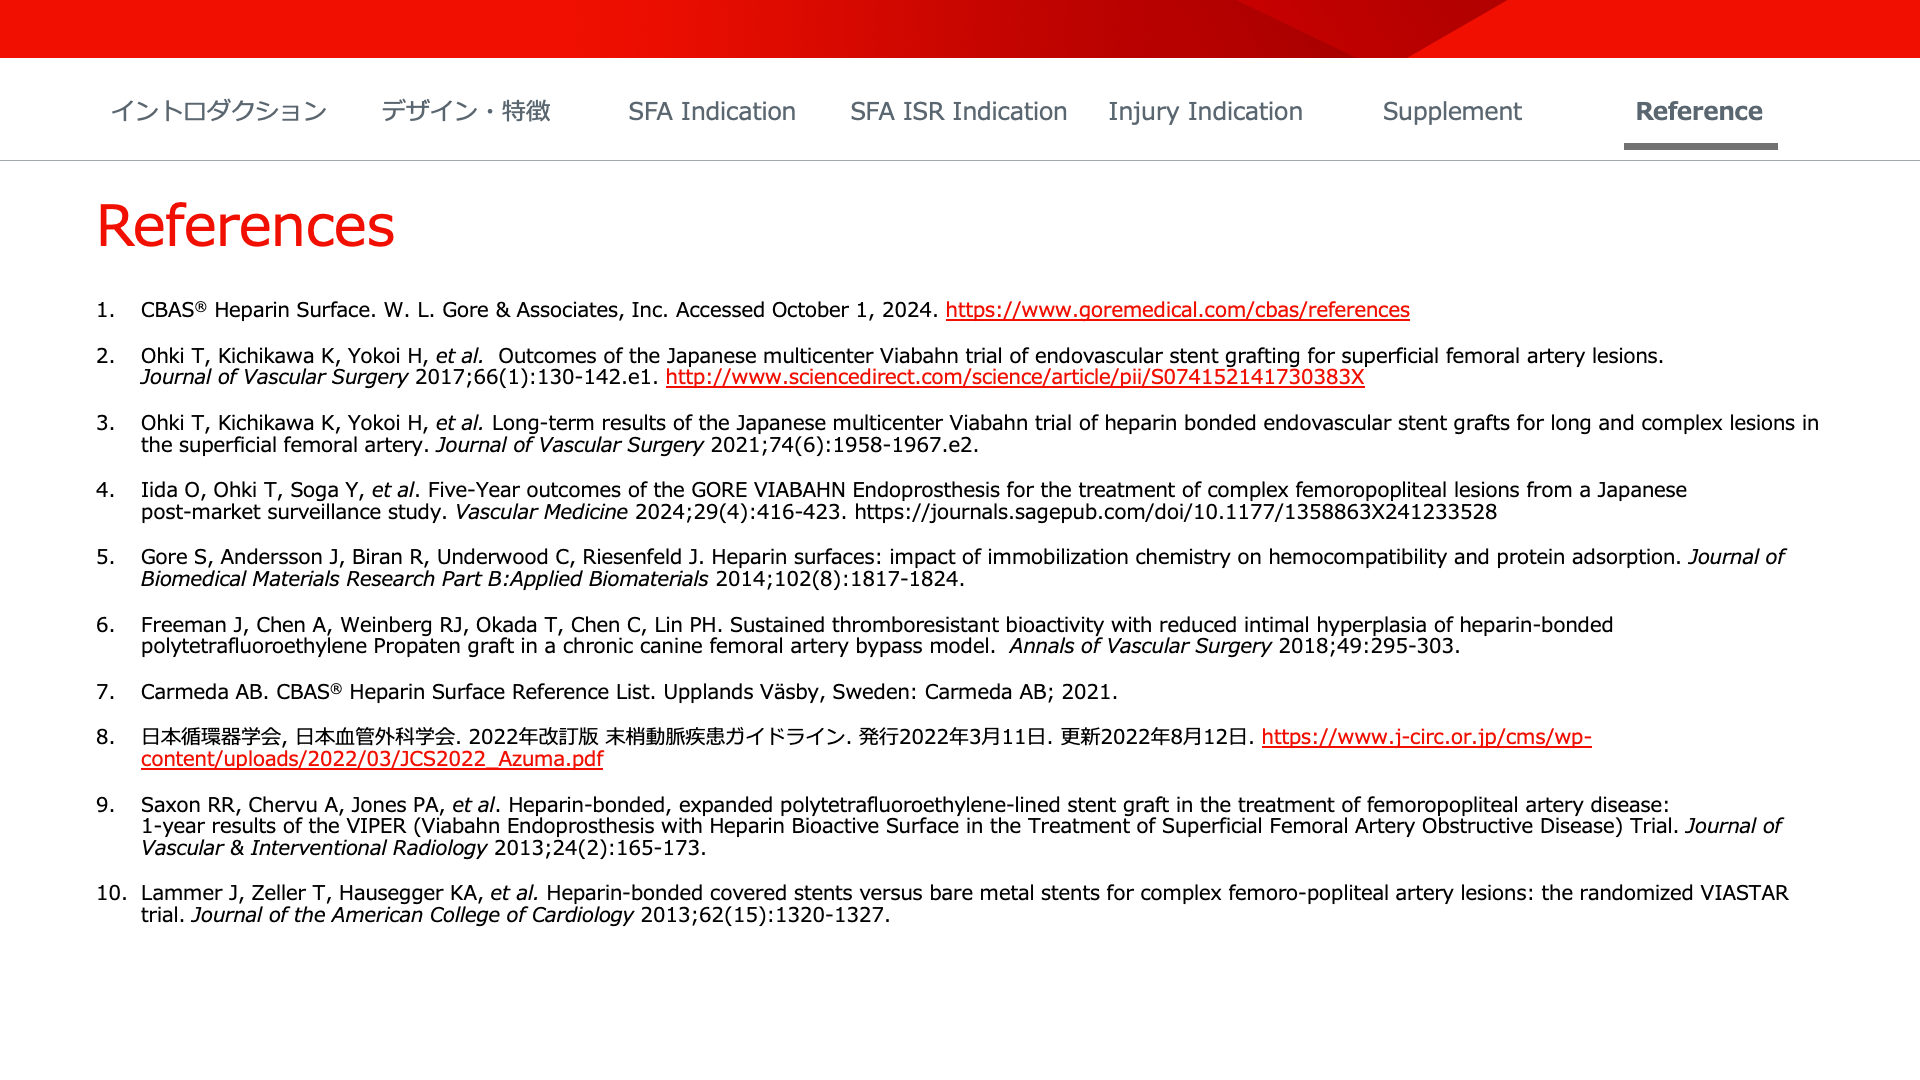 イントロダクション
デザイン・特徴
SFA Indication
SFA ISR Indication
Injury Indication
Supplement
Reference
References
1. CBAS® Heparin Surface. W. L. Gore & Associates, Inc. Accessed October 1, 2024. https://www.goremedical.com/cbas/references
2. Ohki T, Kichikawa K, Yokoi H, et al.  Outcomes of the Japanese multicenter Viabahn trial of endovascular stent grafting for superficial femoral artery lesions.
Journal of Vascular Surgery 2017;66(1):130-142.e1. http://www.sciencedirect.com/science/article/pii/S074152141730383X
3. Ohki T, Kichikawa K, Yokoi H, et al. Long-term results of the Japanese multicenter Viabahn trial of heparin bonded endovascular stent grafts for long and complex lesions in
the superficial femoral artery. Journal of Vascular Surgery 2021;74(6):1958-1967.e2.
4. Iida O, Ohki T, Soga Y, et al. Five-Year outcomes of the GORE VIABAHN Endoprosthesis for the treatment of complex femoropopliteal lesions from a Japanese
post-market surveillance study. Vascular Medicine 2024;29(4):416-423. https://journals.sagepub.com/doi/10.1177/1358863X241233528
5. Gore S, Andersson J, Biran R, Underwood C, Riesenfeld J. Heparin surfaces: impact of immobilization chemistry on hemocompatibility and protein adsorption. Journal of
Biomedical Materials Research Part B:Applied Biomaterials 2014;102(8):1817-1824.
6. Freeman J, Chen A, Weinberg RJ, Okada T, Chen C, Lin PH. Sustained thromboresistant bioactivity with reduced intimal hyperplasia of heparin-bonded
polytetrafluoroethylene Propaten graft in a chronic canine femoral artery bypass model.  Annals of Vascular Surgery 2018;49:295-303.
7. Carmeda AB. CBAS® Heparin Surface Reference List. Upplands Väsby, Sweden: Carmeda AB; 2021.
8. 日本循環器学会, 日本血管外科学会. 2022年改訂版 末梢動脈疾患ガイドライン. 発行2022年3月11日. 更新2022年8月12日. https://www.j-circ.or.jp/cms/wp-
content/uploads/2022/03/JCS2022_Azuma.pdf
9. Saxon RR, Chervu A, Jones PA, et al. Heparin-bonded, expanded polytetrafluoroethylene-lined stent graft in the treatment of femoropopliteal artery disease:
1-year results of the VIPER (Viabahn Endoprosthesis with Heparin Bioactive Surface in the Treatment of Superficial Femoral Artery Obstructive Disease) Trial. Journal of
Vascular & Interventional Radiology 2013;24(2):165-173.
10. Lammer J, Zeller T, Hausegger KA, et al. Heparin-bonded covered stents versus bare metal stents for complex femoro-popliteal artery lesions: the randomized VIASTAR
trial. Journal of the American College of Cardiology 2013;62(15):1320-1327.